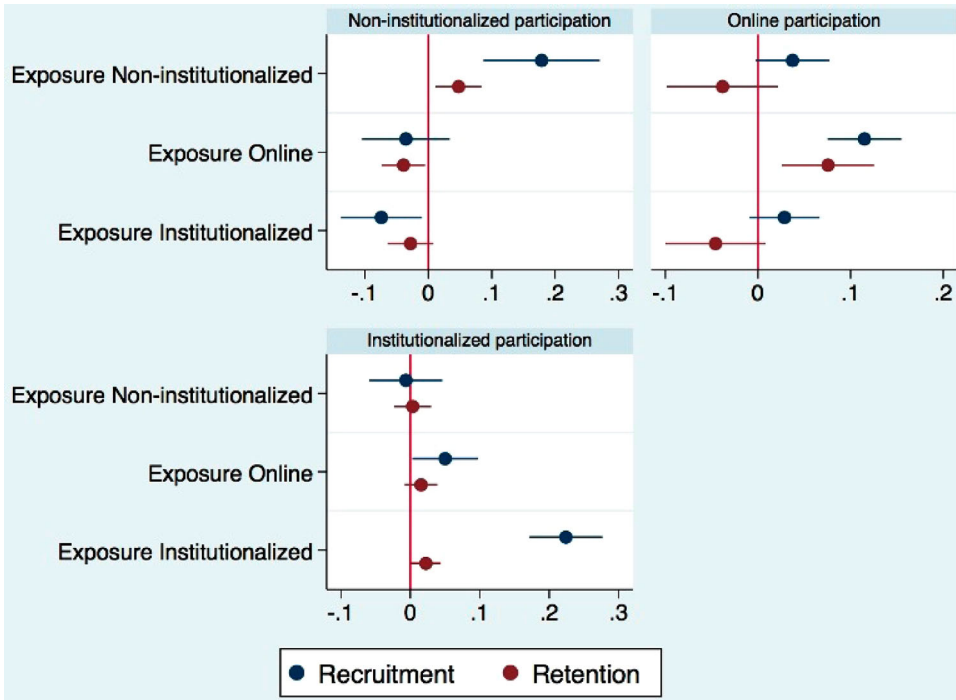 Non-institutionalized participation
Online participation
Exposure Non-institutionalized
Exposure Online
Exposure Institutionalized
-.1 0 .1 .2 .3
-.1 0 .1 .2
Institutionalized participation
Exposure Non-institutionalized
Exposure Online
Exposure Institutionalized
-.1 0 .1 .2 .3
Recruitment Retention